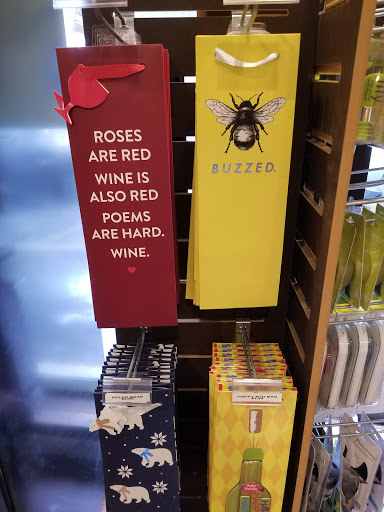 ROSES
ARE RED
WINE IS
ALSO RED
POEMS
ARE HARD.
WINE.
BUZZED.